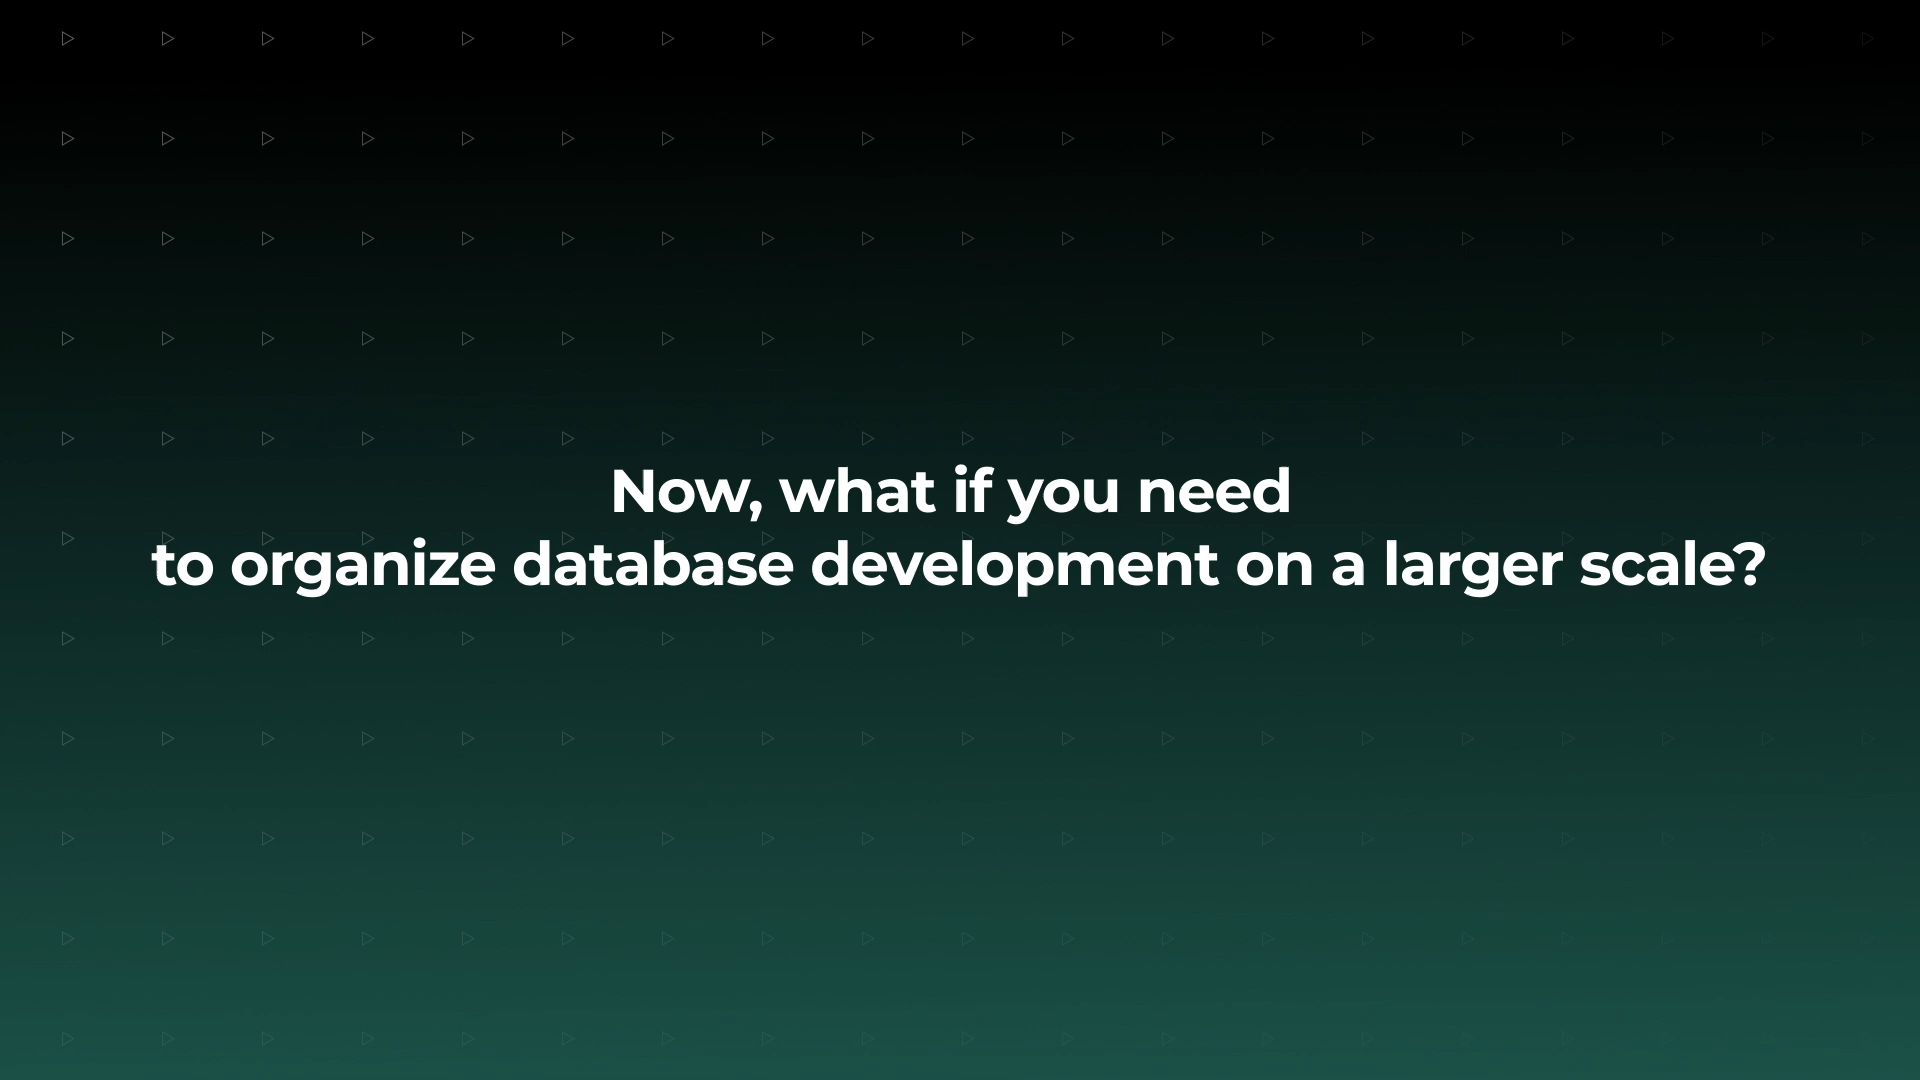 Now, what if you need
to organize database development on a larger scale?